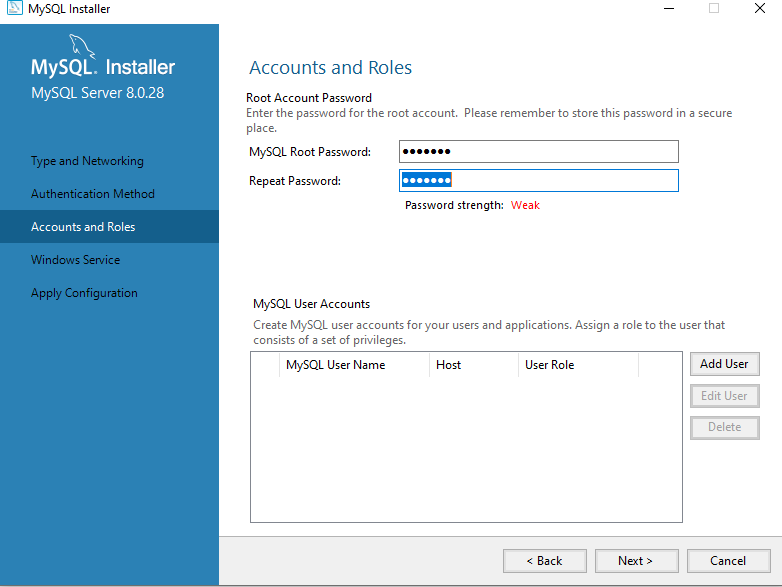 MySQL Installer
MySQL. Installer
MySQL Server 8.0.28
Type and Networking
Authentication Method
Accounts and Roles
Windows Service
Apply Configuration
Accounts and Roles
Root Account Password
Enter the password for the root account. Please remember to store this password in a secure
place.
MySQL Root Password: ●●●●●●●
Repeat Password: ●●●●●●●
Password strength: Weak
MySQL User Accounts
Create MySQL user accounts for your users and applications. Assign a role to the user that
consists of a set of privileges.
MySQL User Name Host User Role
Add User
Edit User
Delete
< Back Next > Cancel